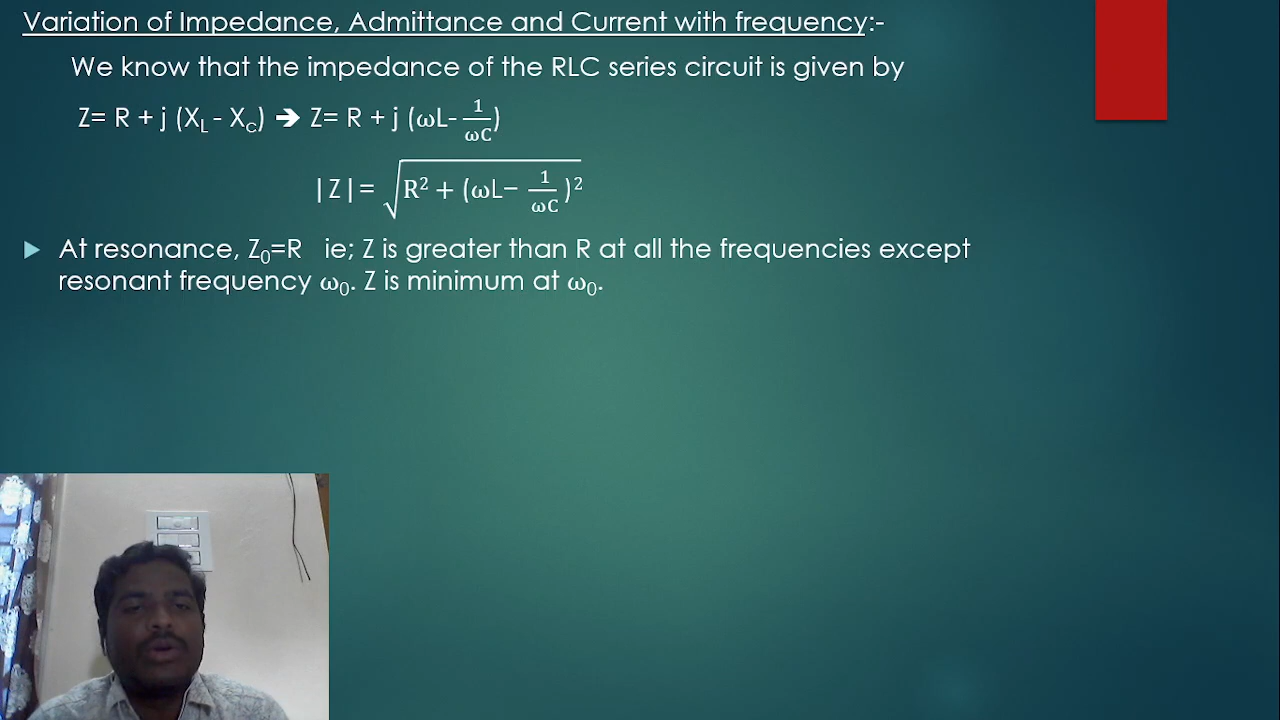 Variation of Impedance, Admittance and Current with frequency:-
We know that the impedance of the RLC series circuit is given by
Z= R + j (X_L - X_C) ➔ Z= R + j (ωL- 1/ωC)
|Z|= √(R² + (ωL− 1/ωC)²)
At resonance, Z₀=R ie; Z is greater than R at all the frequencies except
resonant frequency ω₀. Z is minimum at ω₀.